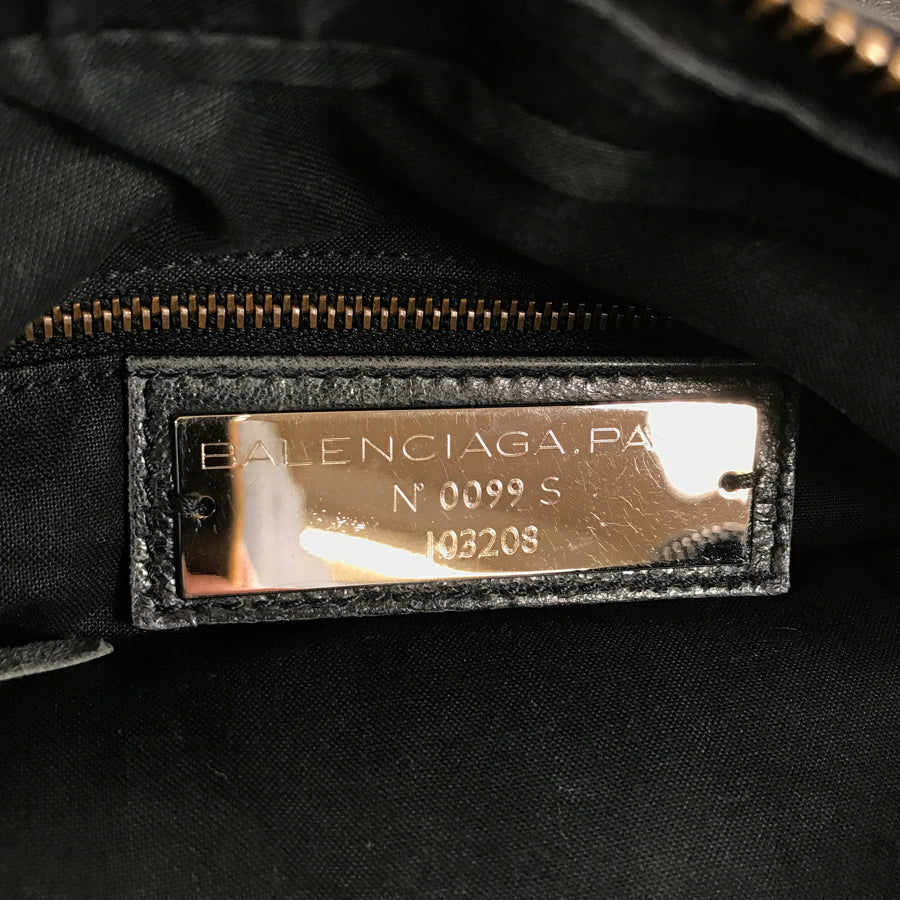 BALENCIAGA.PA
N° 0099 S
103208